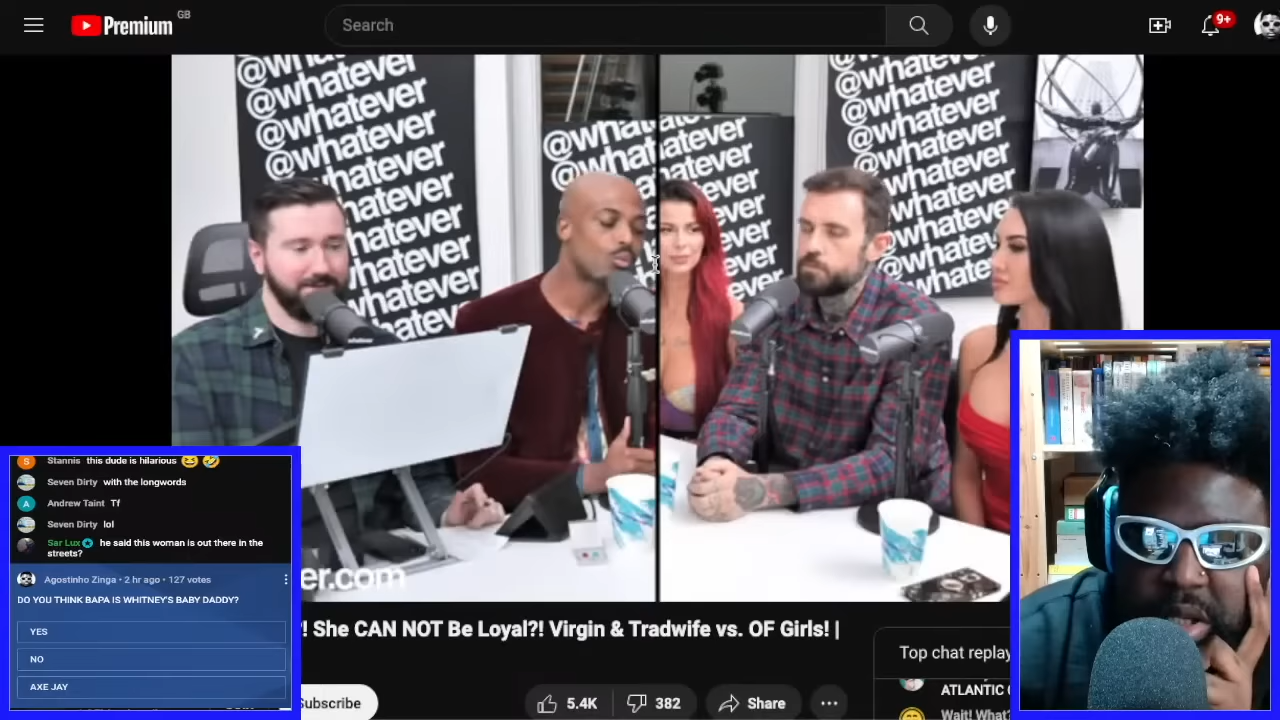 Premium GB
Search
9+
@whatever
@whatever
@whatever
@whatever
@whatever
whatever
whatever
whatever
er.com
?! She CAN NOT Be Loyal?! Virgin & Tradwife vs. OF Girls! |
Subscribe
5.4K
382
Share
Top chat replay
ATLANTIC
Wait! What?
Stannis this dude is hilarious
Seven Dirty with the longwords
Andrew Taint Tf
Seven Dirty lol
Sar Lux he said this woman is out there in the
streets?
Agostinho Zinga • 2 hr ago • 127 votes
DO YOU THINK BAPA IS WHITNEY'S BABY DADDY?
YES
NO
AXE JAY